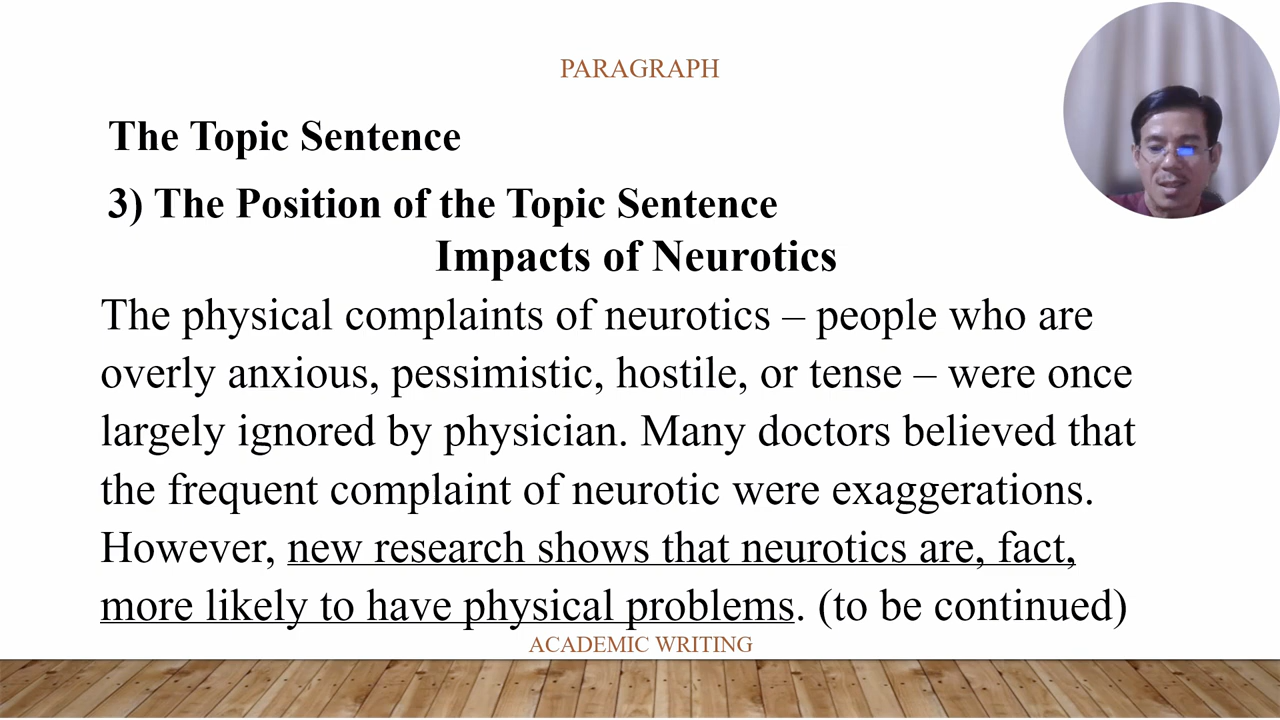 PARAGRAPH
The Topic Sentence
3) The Position of the Topic Sentence
Impacts of Neurotics
The physical complaints of neurotics – people who are
overly anxious, pessimistic, hostile, or tense – were once
largely ignored by physician. Many doctors believed that
the frequent complaint of neurotic were exaggerations.
However, new research shows that neurotics are, fact,
more likely to have physical problems. (to be continued)
ACADEMIC WRITING